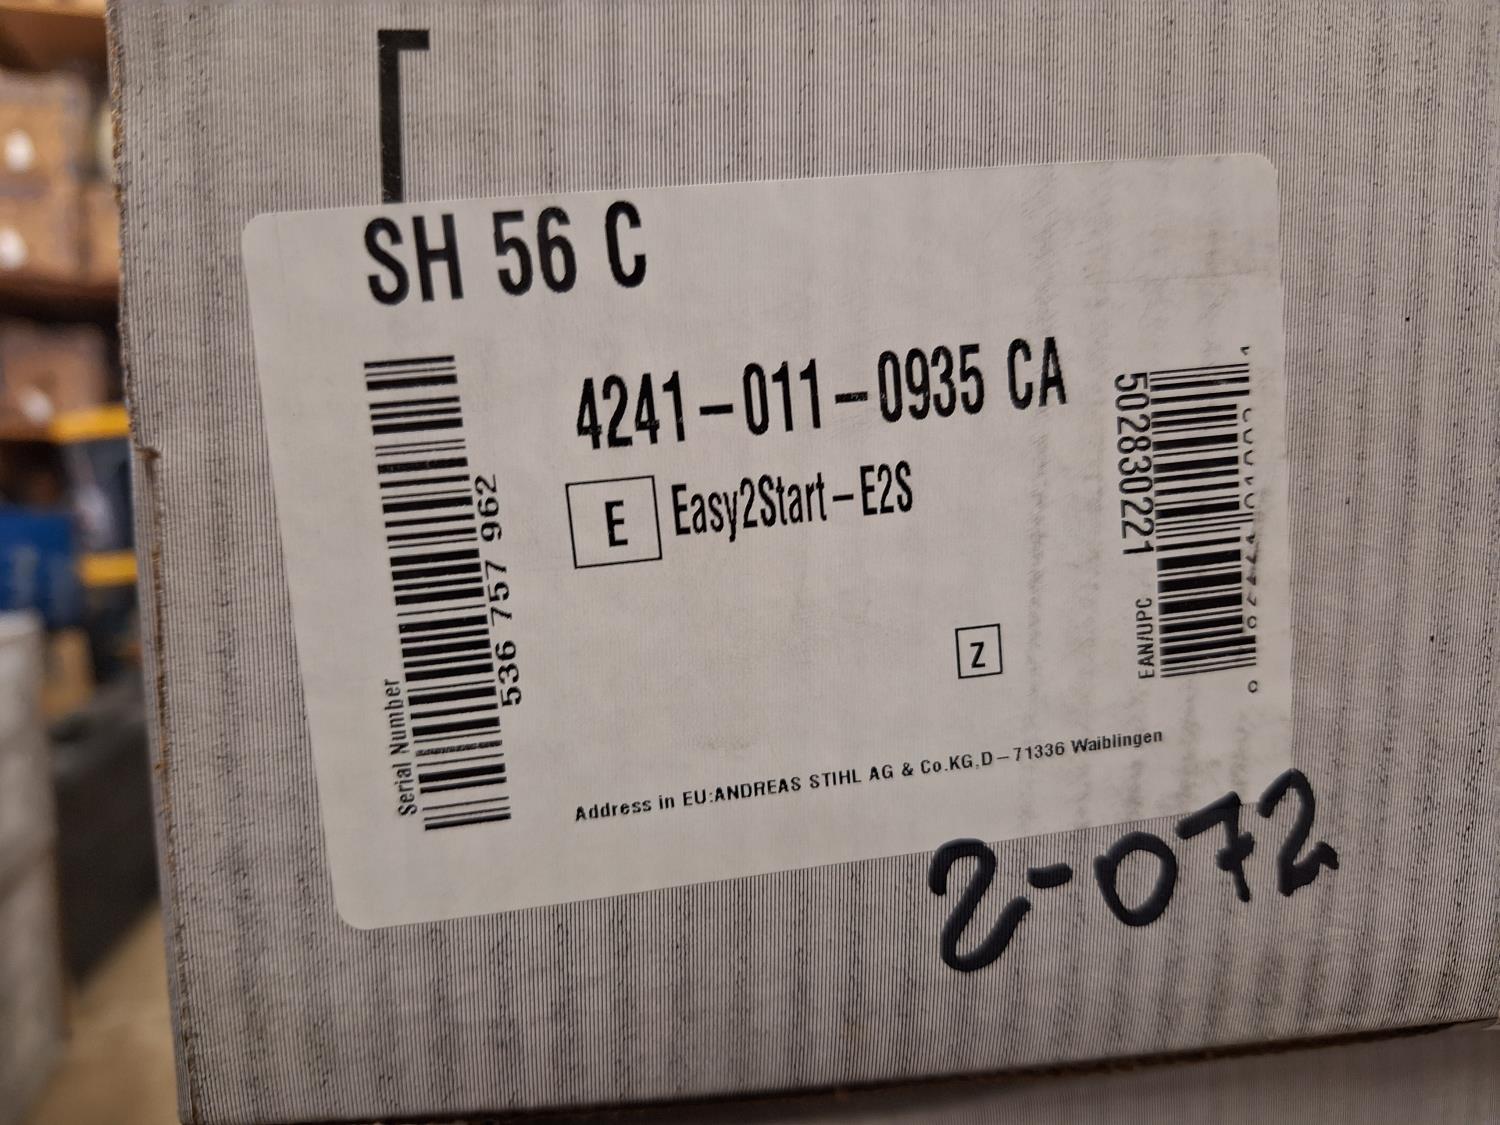 SH 56 C
4241-011-0935 CA
E Easy2Start-E2S
Z
Serial Number
536 757 962
502830221
EAN/UPC
Address in EU:ANDREAS STIHL AG & Co.KG,D-71336 Waiblingen
2-072